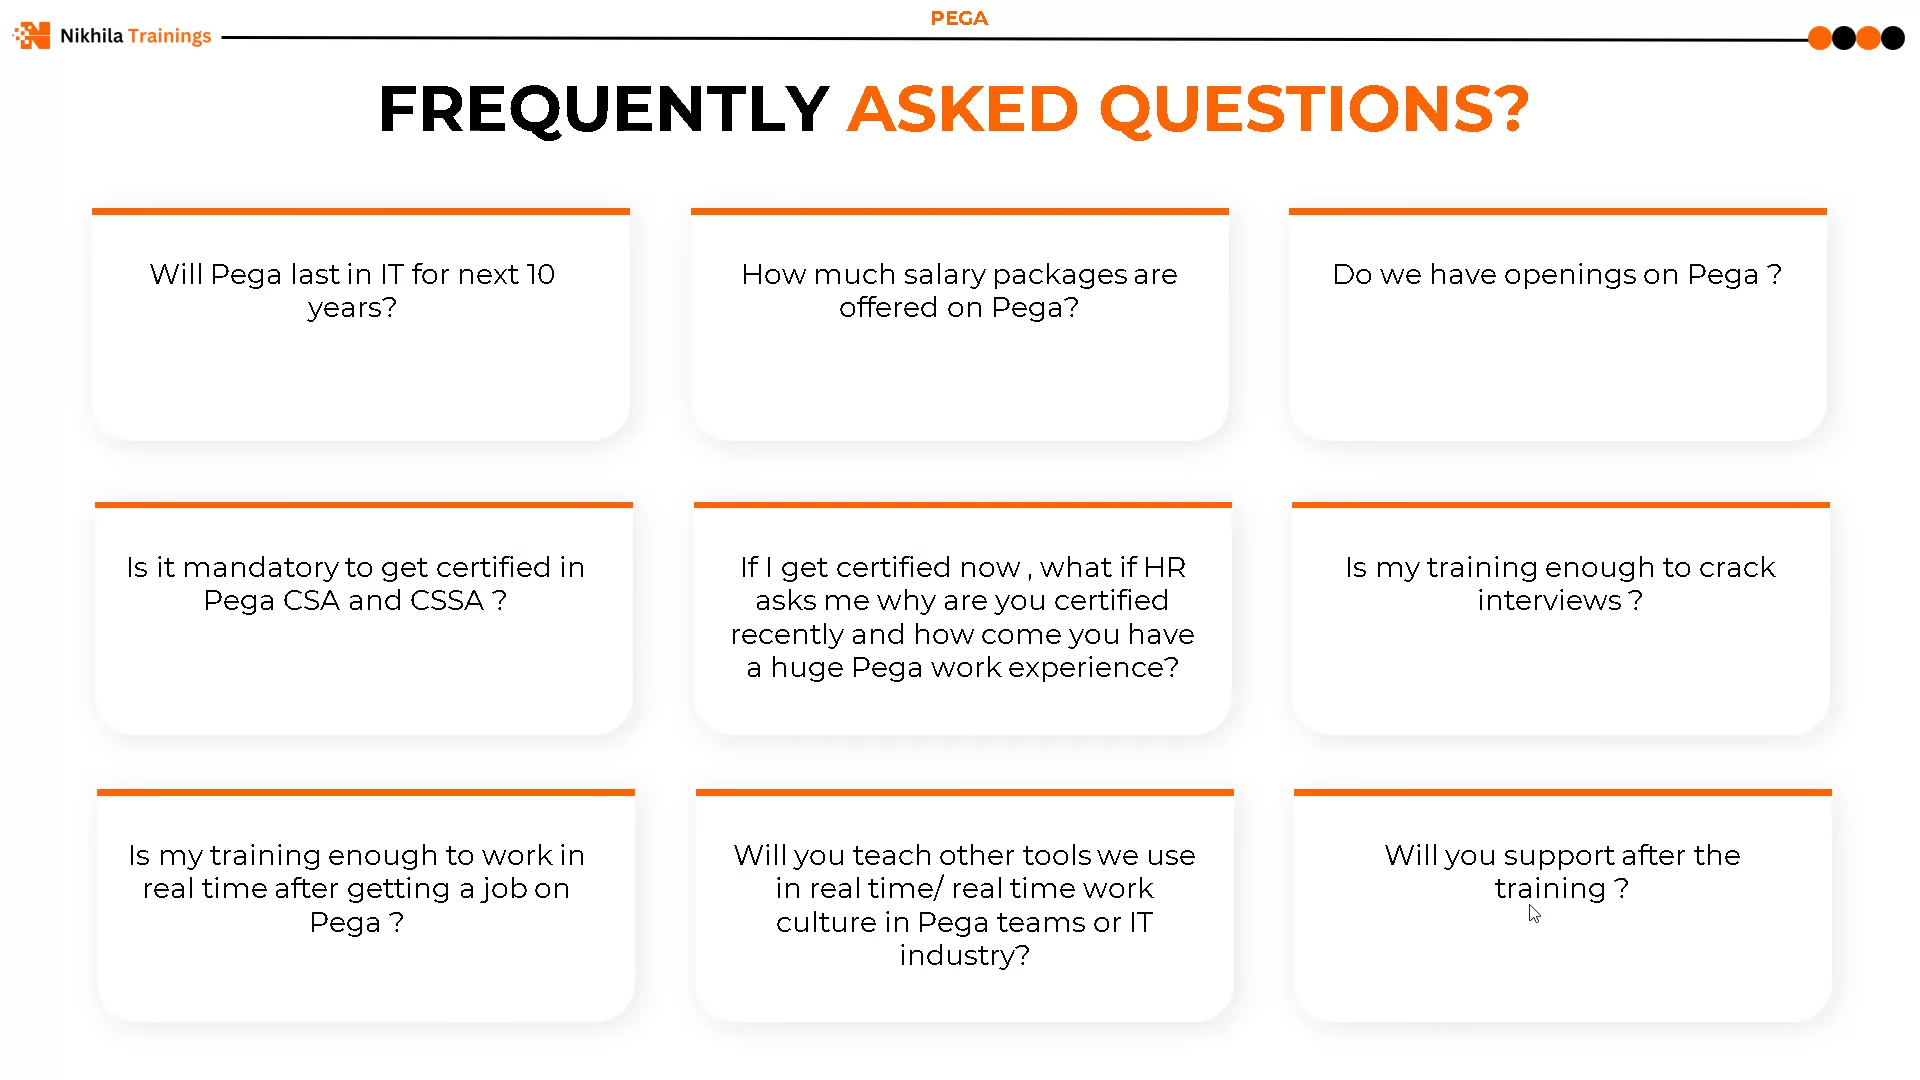 PEGA
Nikhila Trainings
FREQUENTLY ASKED QUESTIONS?
Will Pega last in IT for next 10
years?
How much salary packages are
offered on Pega?
Do we have openings on Pega ?
Is it mandatory to get certified in
Pega CSA and CSSA ?
If I get certified now , what if HR
asks me why are you certified
recently and how come you have
a huge Pega work experience?
Is my training enough to crack
interviews ?
Is my training enough to work in
real time after getting a job on
Pega ?
Will you teach other tools we use
in real time/ real time work
culture in Pega teams or IT
industry?
Will you support after the
training ?